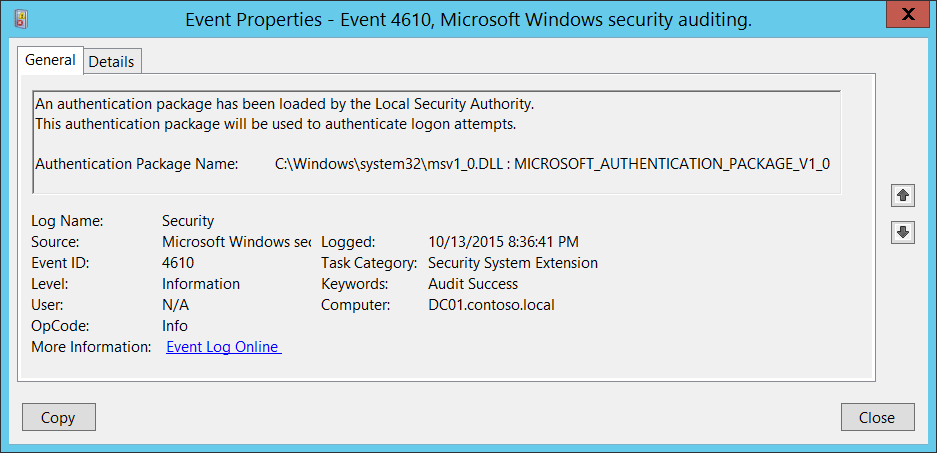 Event Properties - Event 4610, Microsoft Windows security auditing.
General Details
An authentication package has been loaded by the Local Security Authority.
This authentication package will be used to authenticate logon attempts.
Authentication Package Name: C:\Windows\system32\msv1_0.DLL : MICROSOFT_AUTHENTICATION_PACKAGE_V1_0
Log Name: Security
Source: Microsoft Windows sec Logged: 10/13/2015 8:36:41 PM
Event ID: 4610 Task Category: Security System Extension
Level: Information Keywords: Audit Success
User: N/A Computer: DC01.contoso.local
OpCode: Info
More Information: Event Log Online
Copy Close